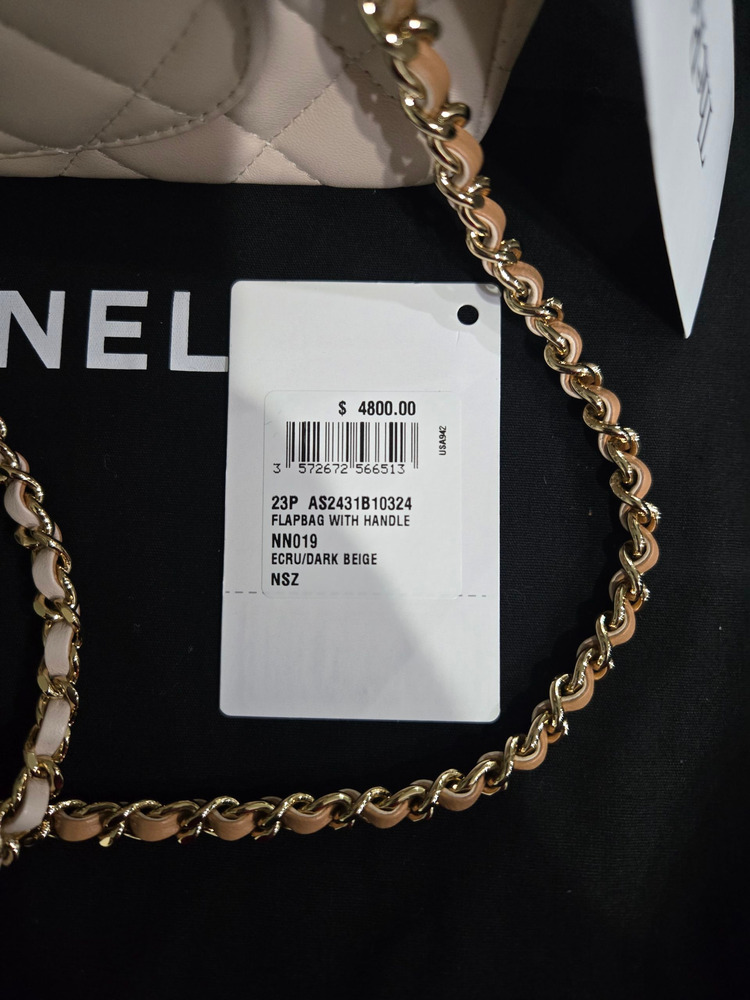 NEL
$ 4800.00
USA942
3 572672 566513
23P AS2431B10324
FLAPBAG WITH HANDLE
NN019
ECRU/DARK BEIGE
NSZ